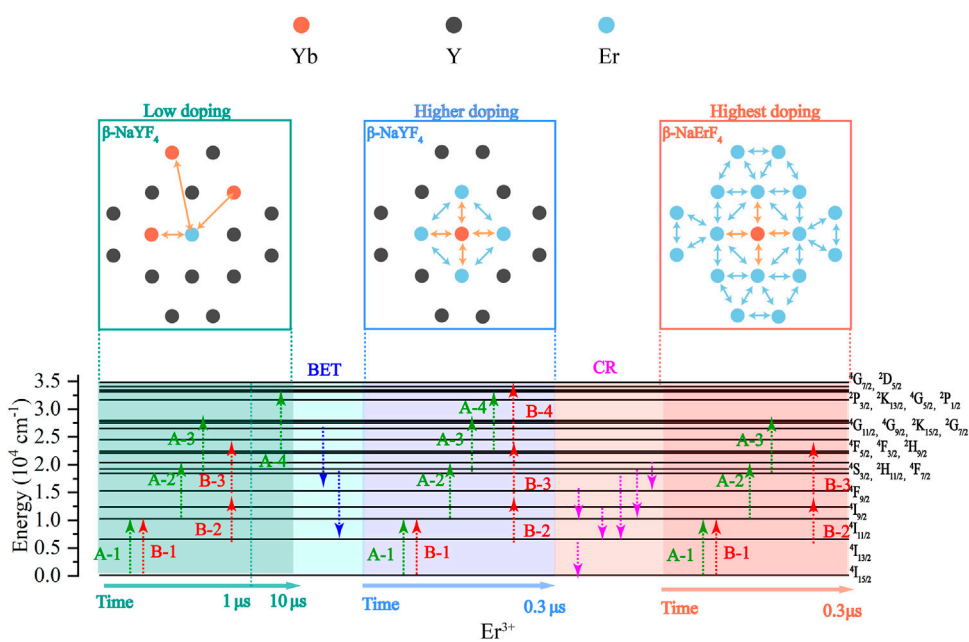 Yb Y Er
Low doping Higher doping Highest doping
β-NaYF₄ β-NaYF₄ β-NaErF₄
BET CR
Energy (10⁴ cm⁻¹)
3.5
3.0
2.5
2.0
1.5
1.0
0.5
0.0
A-1 B-1 A-2 A-3 B-3 B-2 A-4
A-1 B-1 A-2 A-3 A-4 B-4 B-3 B-2
A-1 B-1 A-2 A-3 B-3 B-2
⁴G₇/₂, ²D₅/₂
²P₃/₂, ²K₁₃/₂, ⁴G₅/₂, ²P₁/₂
⁴G₁₁/₂, ⁴G₉/₂, ²K₁₅/₂, ²G₇/₂
⁴F₅/₂, ⁴F₃/₂, ²H₉/₂
⁴S₃/₂, ²H₁₁/₂, ⁴F₇/₂
⁴F₉/₂
⁴I₉/₂
⁴I₁₁/₂
⁴I₁₃/₂
⁴I₁₅/₂
Time 1 μs 10 μs Time 0.3 μs Time 0.3 μs
Er³⁺